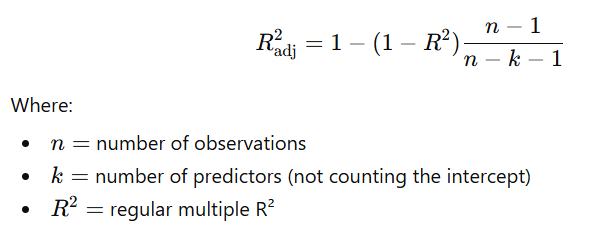 R²_adj = 1 − (1 − R²) (n − 1)/(n − k − 1)
Where:
• n = number of observations
• k = number of predictors (not counting the intercept)
• R² = regular multiple R²